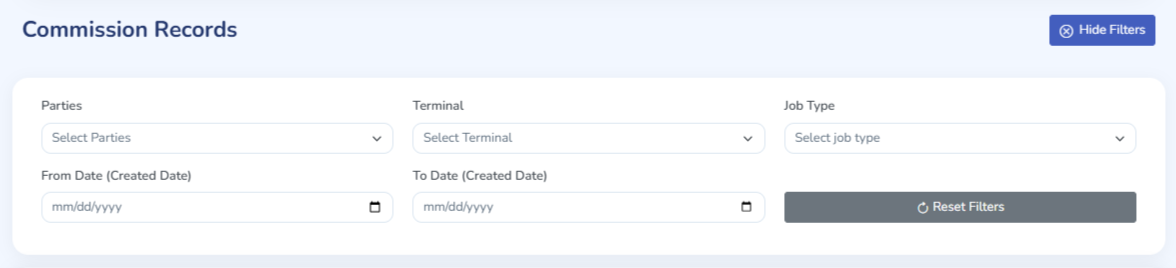 Commission Records
Hide Filters
Parties
Terminal
Job Type
Select Parties
Select Terminal
Select job type
From Date (Created Date)
To Date (Created Date)
mm/dd/yyyy
mm/dd/yyyy
Reset Filters